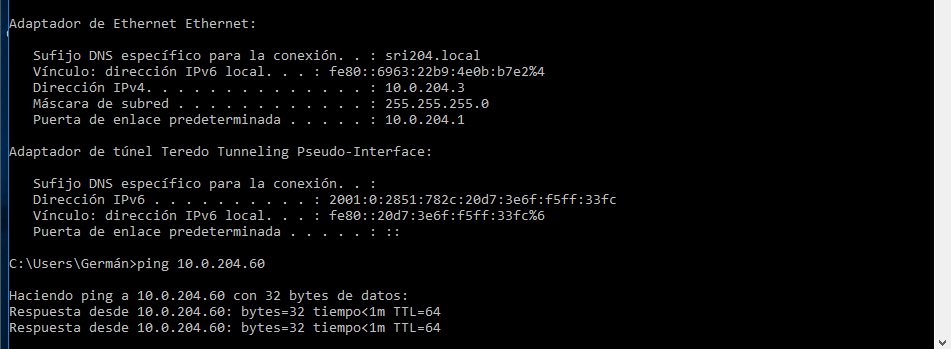 Adaptador de Ethernet Ethernet:
Sufijo DNS específico para la conexión. . : sri204.local
Vínculo: dirección IPv6 local. . . : fe80::6963:22b9:4e0b:b7e2%4
Dirección IPv4. . . . . . . . . . . . . . : 10.0.204.3
Máscara de subred . . . . . . . . . . . . : 255.255.255.0
Puerta de enlace predeterminada . . . . . : 10.0.204.1
Adaptador de túnel Teredo Tunneling Pseudo-Interface:
Sufijo DNS específico para la conexión. . :
Dirección IPv6 . . . . . . . . . . : 2001:0:2851:782c:20d7:3e6f:f5ff:33fc
Vínculo: dirección IPv6 local. . . : fe80::20d7:3e6f:f5ff:33fc%6
Puerta de enlace predeterminada . . . . . : ::
C:\Users\Germán>ping 10.0.204.60
Haciendo ping a 10.0.204.60 con 32 bytes de datos:
Respuesta desde 10.0.204.60: bytes=32 tiempo<1m TTL=64
Respuesta desde 10.0.204.60: bytes=32 tiempo<1m TTL=64